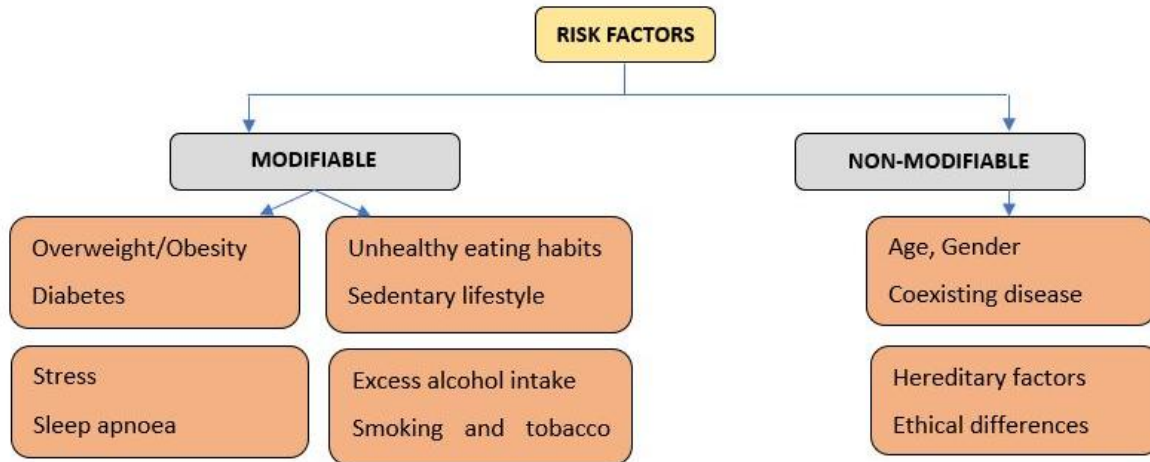 RISK FACTORS
MODIFIABLE
NON-MODIFIABLE
Overweight/Obesity
Diabetes
Unhealthy eating habits
Sedentary lifestyle
Age, Gender
Coexisting disease
Stress
Sleep apnoea
Excess alcohol intake
Smoking and tobacco
Hereditary factors
Ethical differences